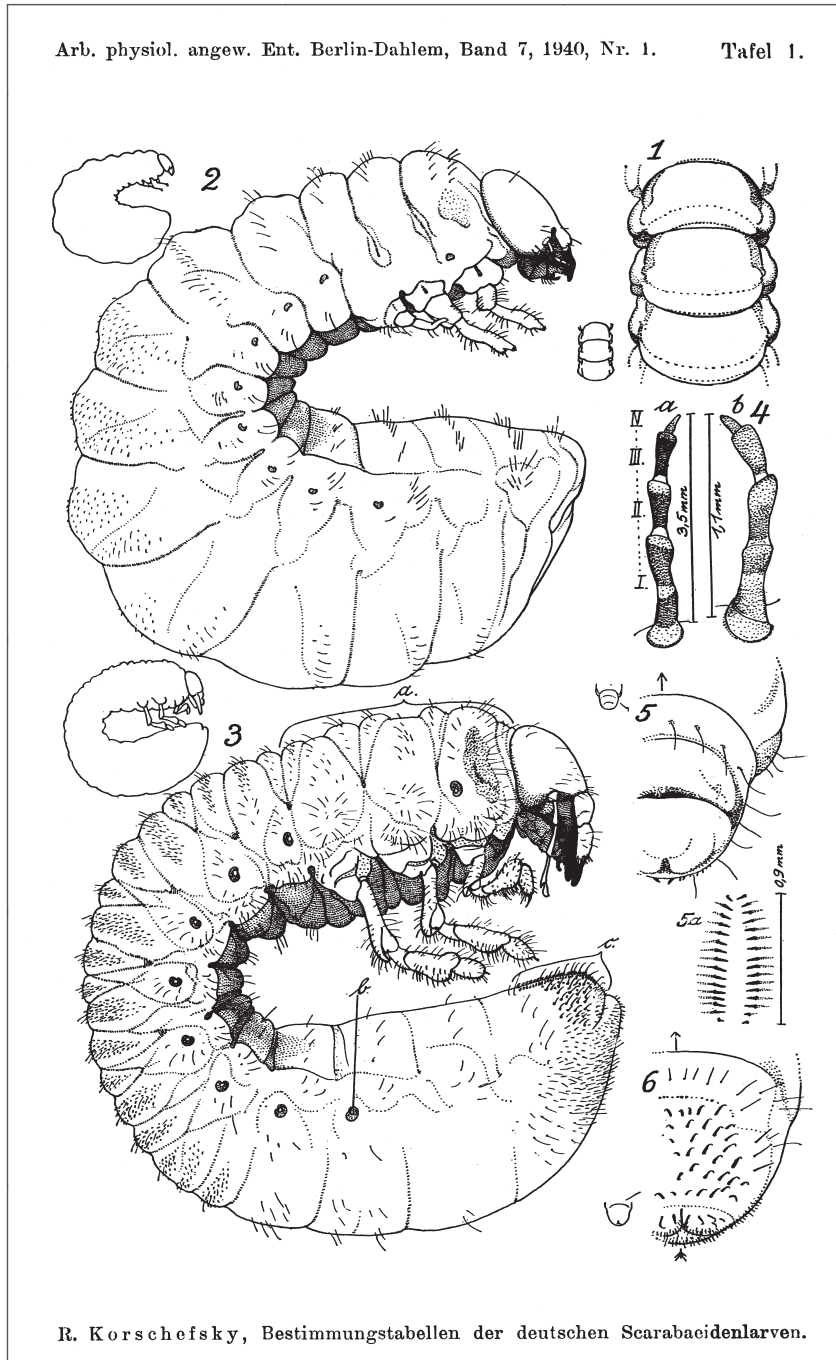 Arb. physiol. angew. Ent. Berlin-Dahlem, Band 7, 1940, Nr. 1. Tafel 1.
2
1
a b 4
IV
III.
II.
I.
3,5 mm
1,1 mm
3
a.
5
5a
0,9 mm
c.
b.
6
R. Korschefsky, Bestimmungstabellen der deutschen Scarabaeidenlarven.